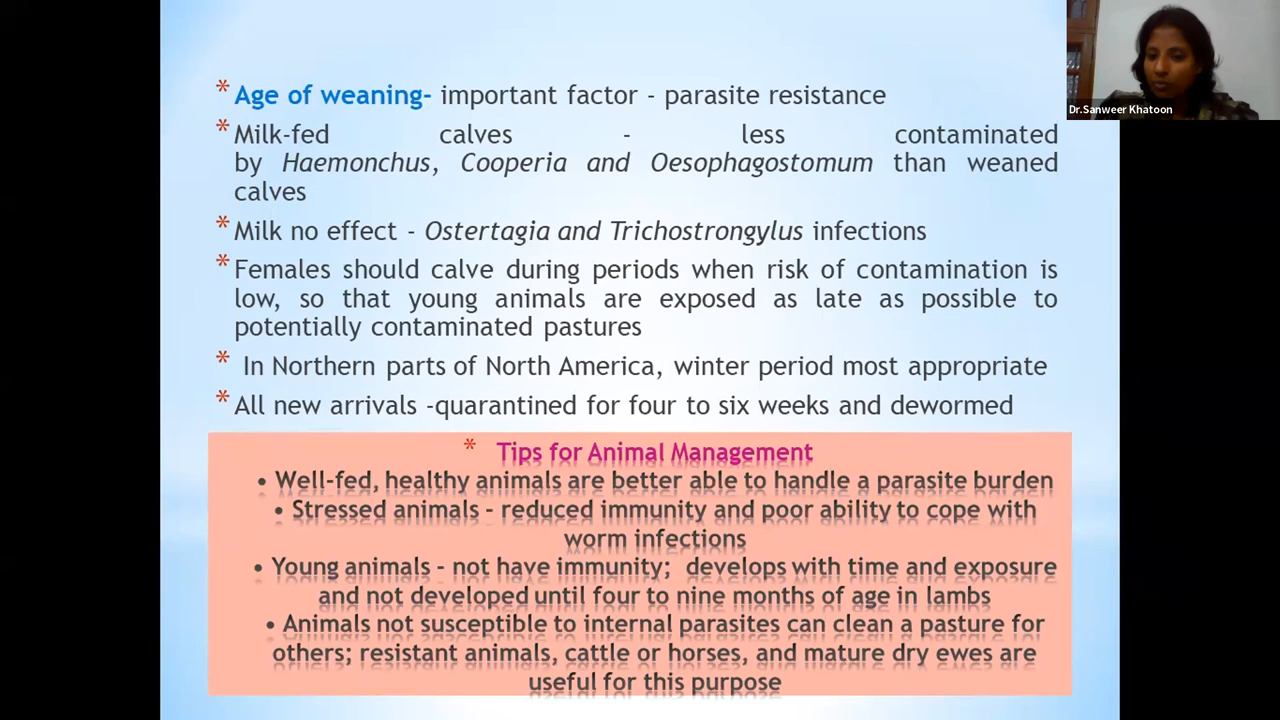 * Age of weaning- important factor - parasite resistance
* Milk-fed calves - less contaminated
by Haemonchus, Cooperia and Oesophagostomum than weaned
calves
* Milk no effect - Ostertagia and Trichostrongylus infections
* Females should calve during periods when risk of contamination is
low, so that young animals are exposed as late as possible to
potentially contaminated pastures
* In Northern parts of North America, winter period most appropriate
* All new arrivals -quarantined for four to six weeks and dewormed
* Tips for Animal Management
• Well-fed, healthy animals are better able to handle a parasite burden
• Stressed animals - reduced immunity and poor ability to cope with
worm infections
• Young animals - not have immunity; develops with time and exposure
and not developed until four to nine months of age in lambs
• Animals not susceptible to internal parasites can clean a pasture for
others; resistant animals, cattle or horses, and mature dry ewes are
useful for this purpose
Dr.Sanweer Khatoon